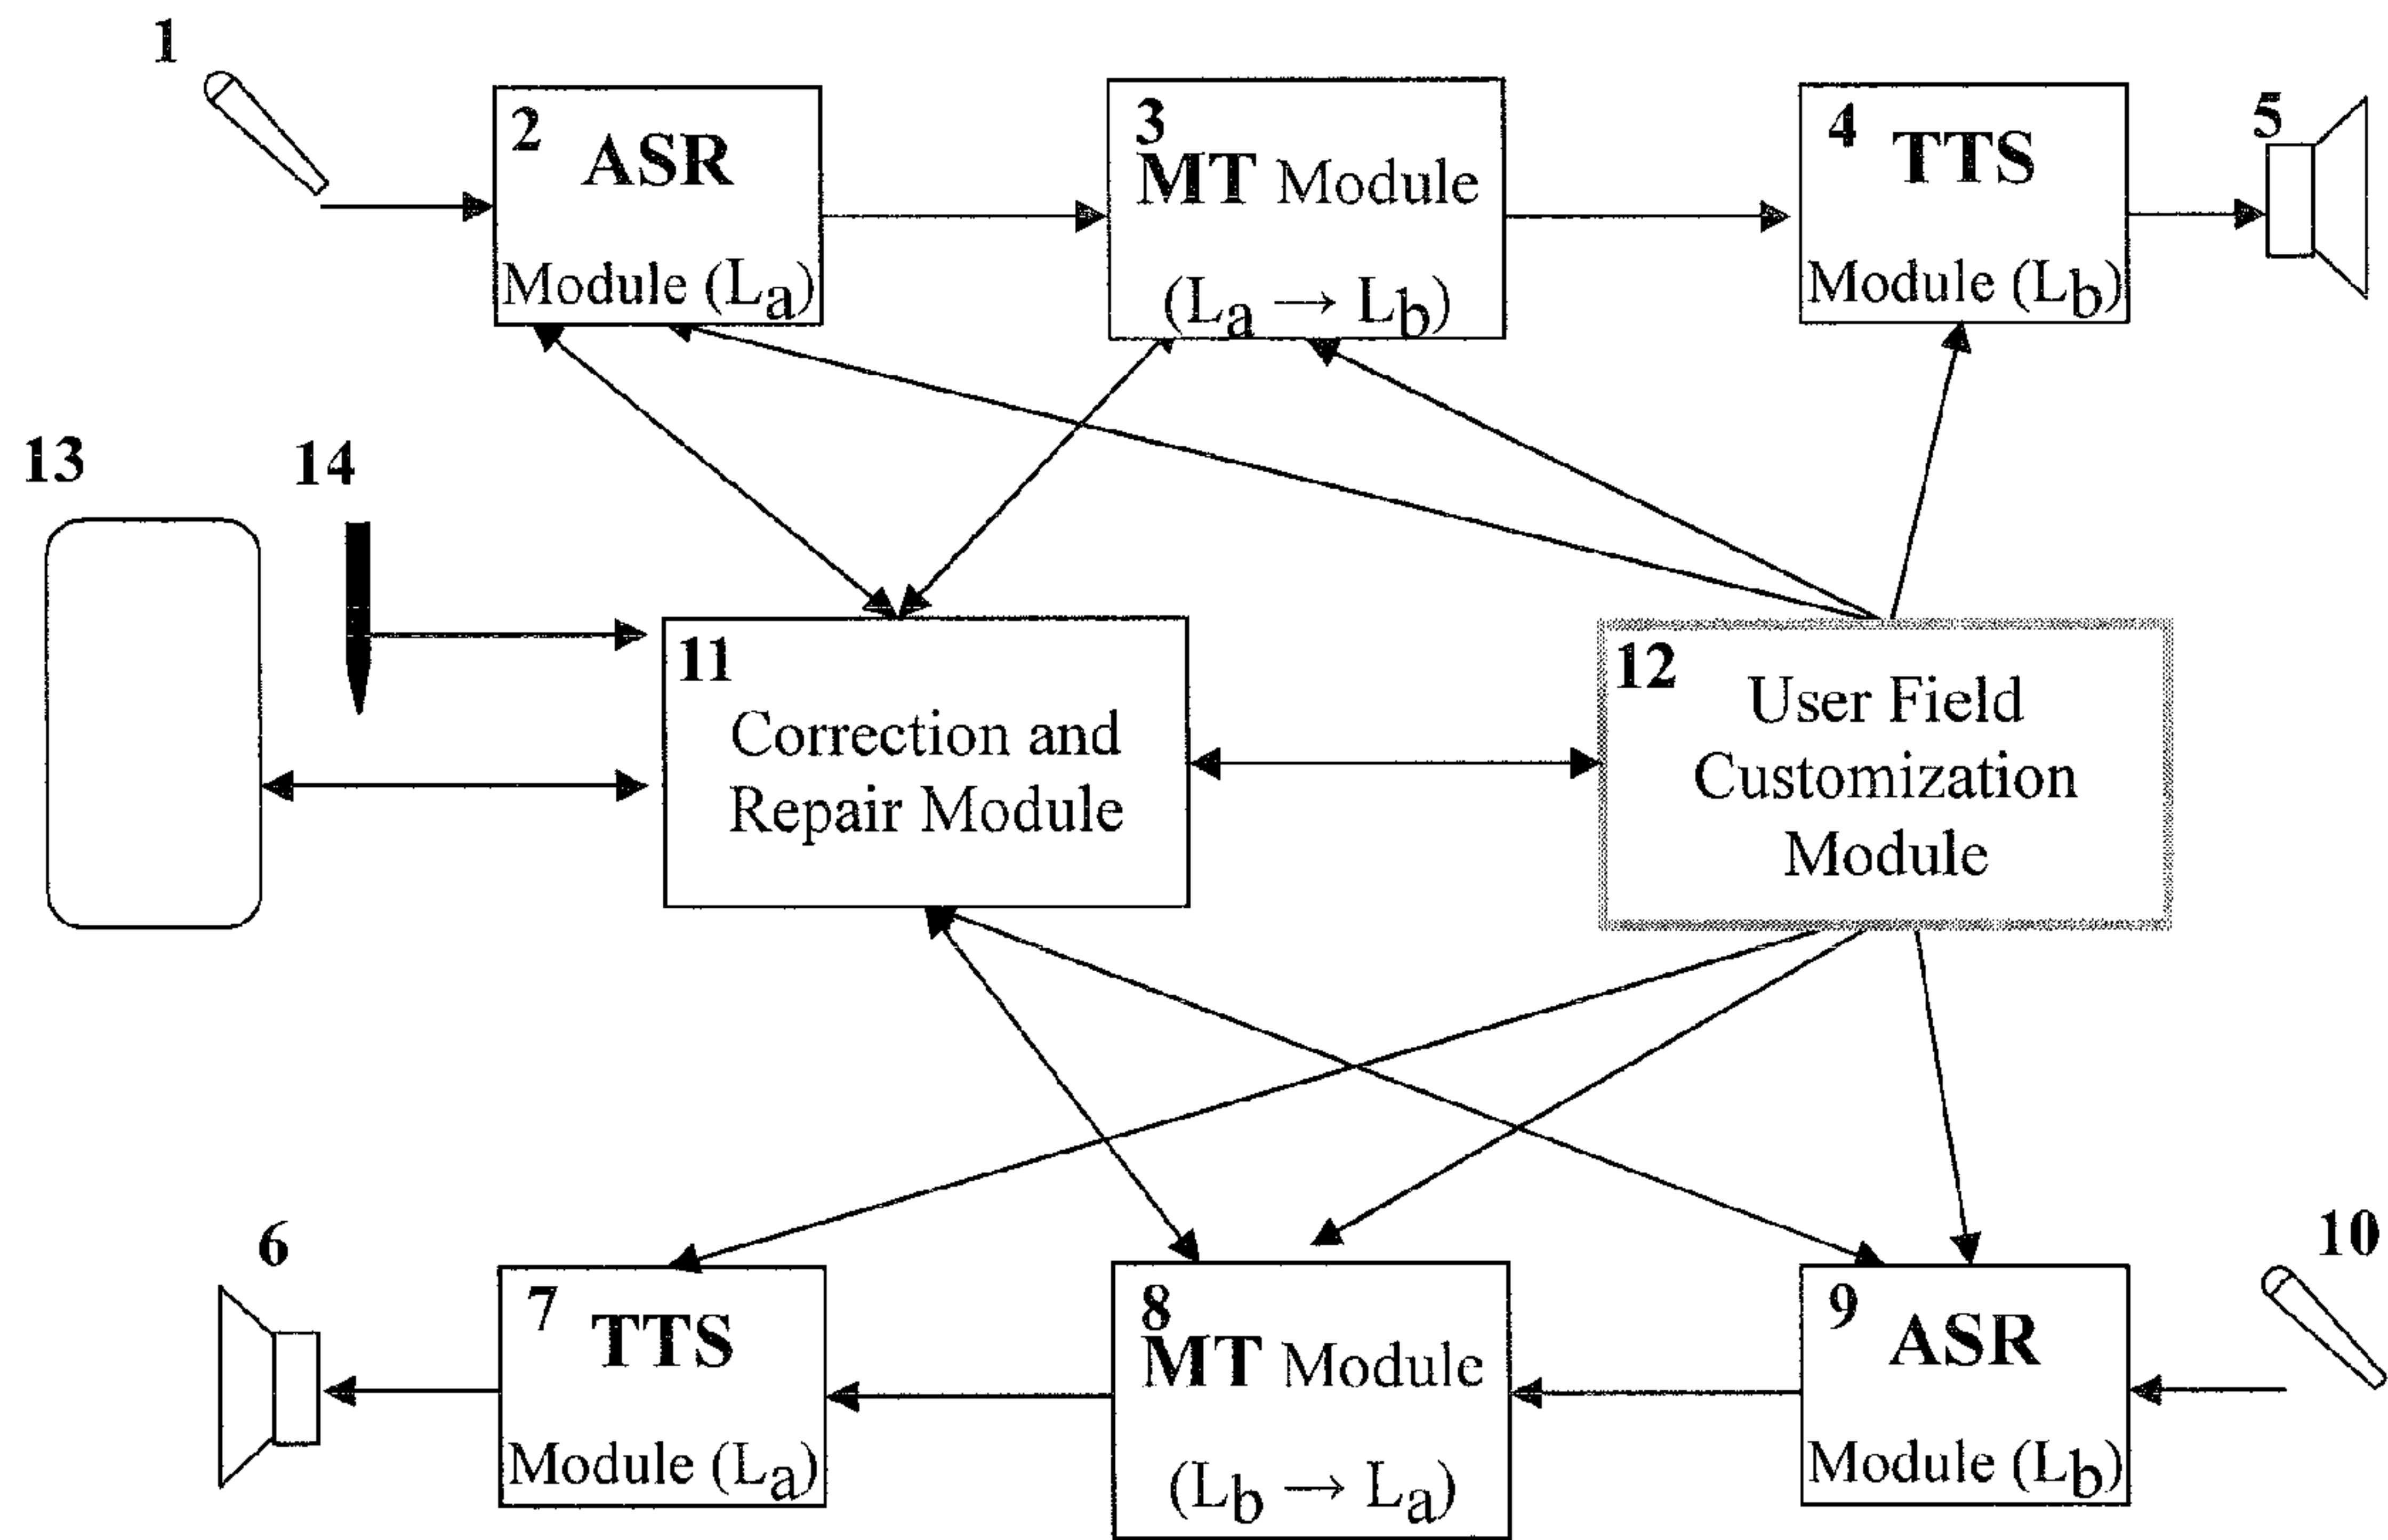 1
2
ASR
Module (La)
3
MT Module
(La → Lb)
4
TTS
Module (Lb)
5
13
14
11
Correction and
Repair Module
12
User Field
Customization
Module
6
7
TTS
Module (La)
8
MT Module
(Lb → La)
9
ASR
Module (Lb)
10